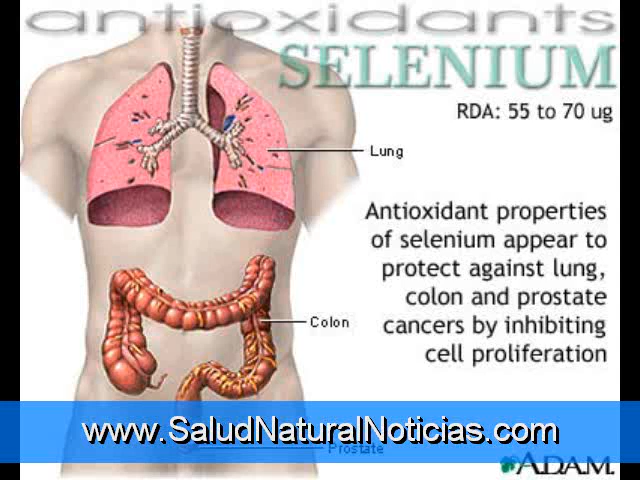 antioxidants
SELENIUM
RDA: 55 to 70 ug
Lung
Antioxidant properties
of selenium appear to
protect against lung,
colon and prostate
cancers by inhibiting
cell proliferation
Colon
www.SaludNaturalNoticias.com
Prostate
ADAM.